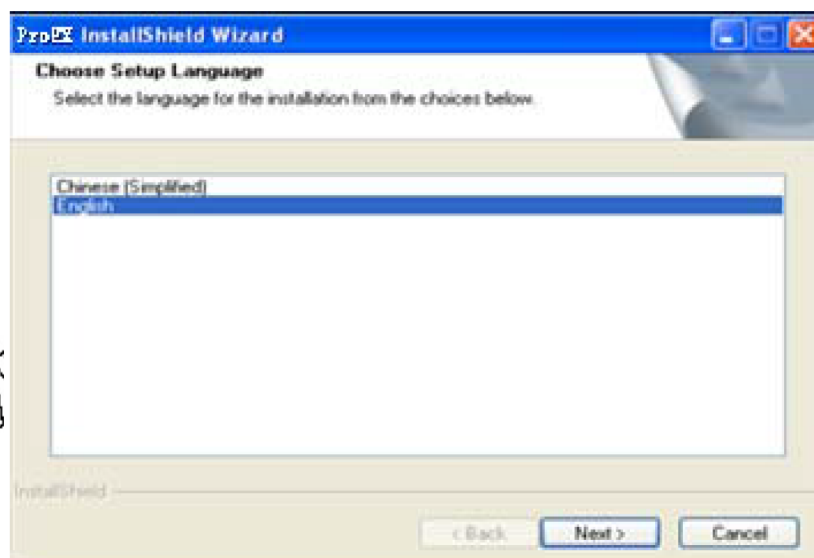 ProEX InstallShield Wizard
Choose Setup Language
Select the language for the installation from the choices below.
Chinese (Simplified)
English
InstallShield
< Back
Next >
Cancel